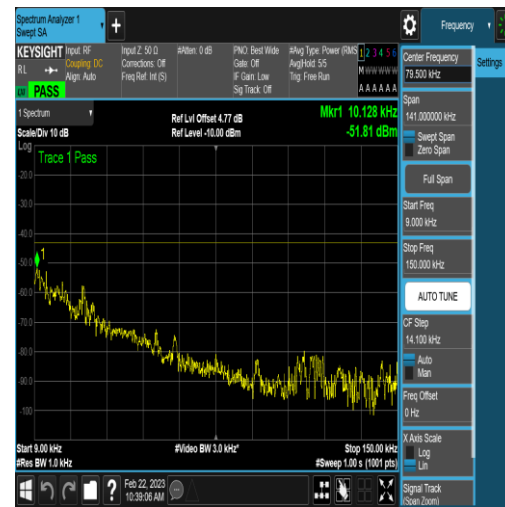 Spectrum Analyzer 1
Swept SA
+
Frequency
KEYSIGHT
RL
PASS
Input: RF
Coupling: DC
Align: Auto
Input Z: 50 Ω
Corrections: Off
Freq Ref: Int (S)
#Atten: 0 dB
PNO: Best Wide
Gate: Off
IF Gain: Low
Sig Track: Off
#Avg Type: Power (RMS
Avg|Hold: 5/5
Trig: Free Run
1 2 3 4 5 6
M W W W W W
A A A A A A
1 Spectrum
Scale/Div 10 dB
Ref Lvl Offset 4.77 dB
Ref Level -10.00 dBm
Mkr1 10.128 kHz
-51.81 dBm
Log
Trace 1 Pass
-20.0
-30.0
-40.0
-50.0
-60.0
-70.0
-80.0
-90.0
-100
1
Start 9.00 kHz
#Res BW 1.0 kHz
#Video BW 3.0 kHz*
Stop 150.00 kHz
#Sweep 1.00 s (1001 pts)
?
Feb 22, 2023
10:39:06 AM
Center Frequency
79.500 kHz
Settings
Span
141.000000 kHz
Swept Span
Zero Span
Full Span
Start Freq
9.000 kHz
Stop Freq
150.000 kHz
AUTO TUNE
CF Step
14.100 kHz
Auto
Man
Freq Offset
0 Hz
X Axis Scale
Log
Lin
Signal Track
(Span Zoom)